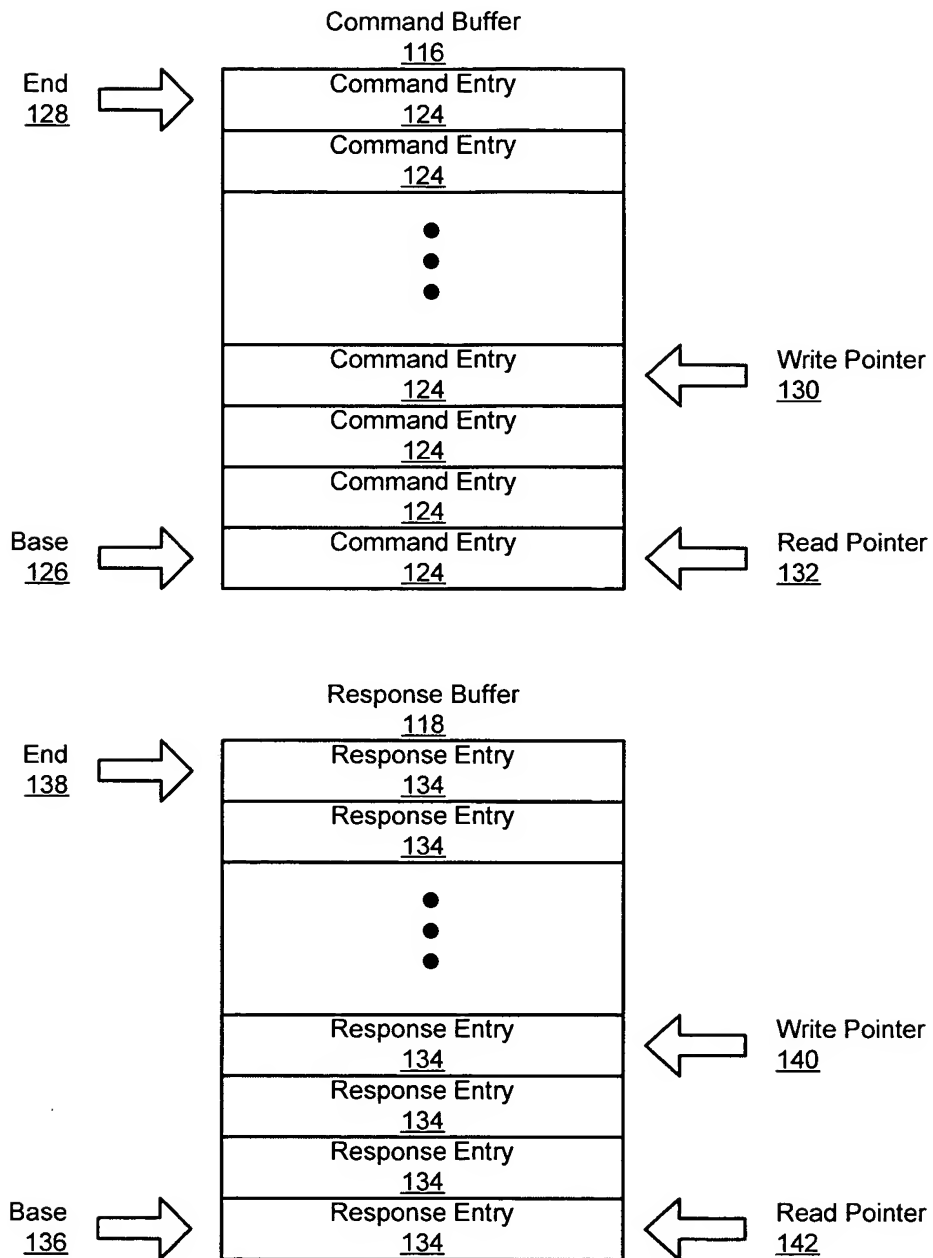 Command Buffer
116
End
128
Command Entry
124
Command Entry
124
Command Entry
124
Write Pointer
130
Command Entry
124
Command Entry
124
Base
126
Command Entry
124
Read Pointer
132
Response Buffer
118
End
138
Response Entry
134
Response Entry
134
Response Entry
134
Write Pointer
140
Response Entry
134
Response Entry
134
Base
136
Response Entry
134
Read Pointer
142